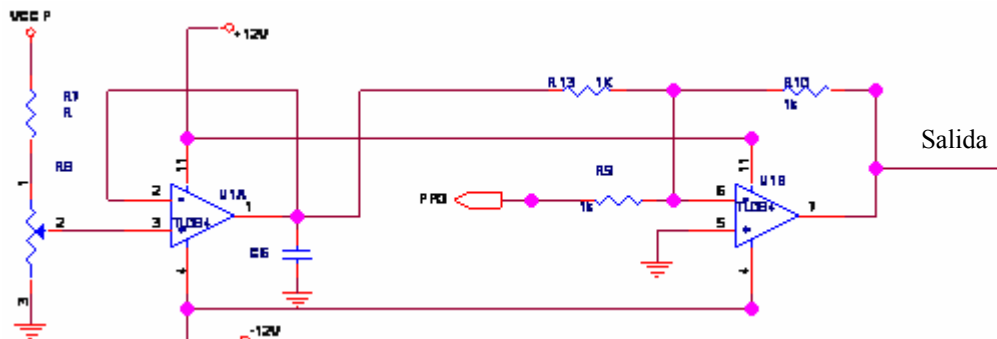 VCC P
+12V
R7
R
R13 1K
R10
1k
Salida
R8
11
11
1
2
U1A
1
R9
6
U1B
2
3
TL084
PP0
1k
TL084
7
5
C6
4
4
3
-12V